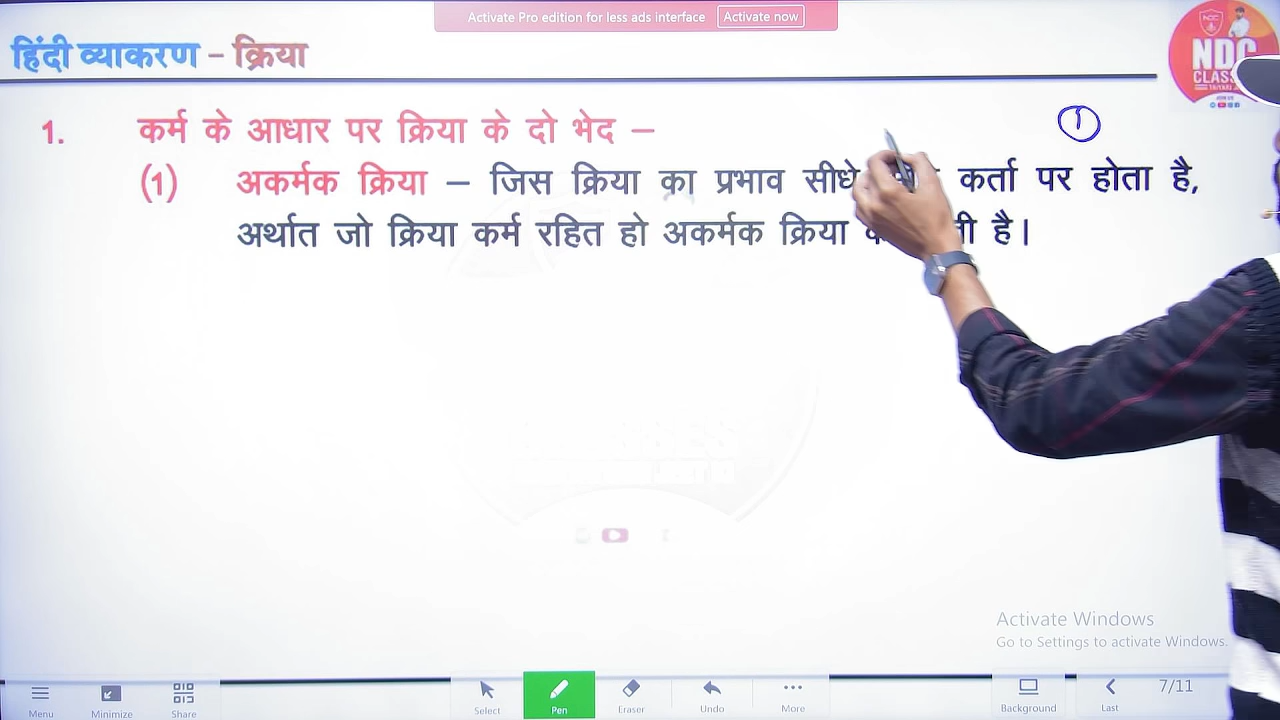 Activate Pro edition for less ads interface Activate now
हिंदी व्याकरण – क्रिया
NDC
CLASS
1. कर्म के आधार पर क्रिया के दो भेद –
1
(1) अकर्मक क्रिया – जिस क्रिया का प्रभाव सीधे कर्ता पर होता है,
अर्थात जो क्रिया कर्म रहित हो अकर्मक क्रिया है।
Activate Windows
Go to Settings to activate Windows.
Menu Minimize Share Select Pen Eraser Undo More Background Last 7/11